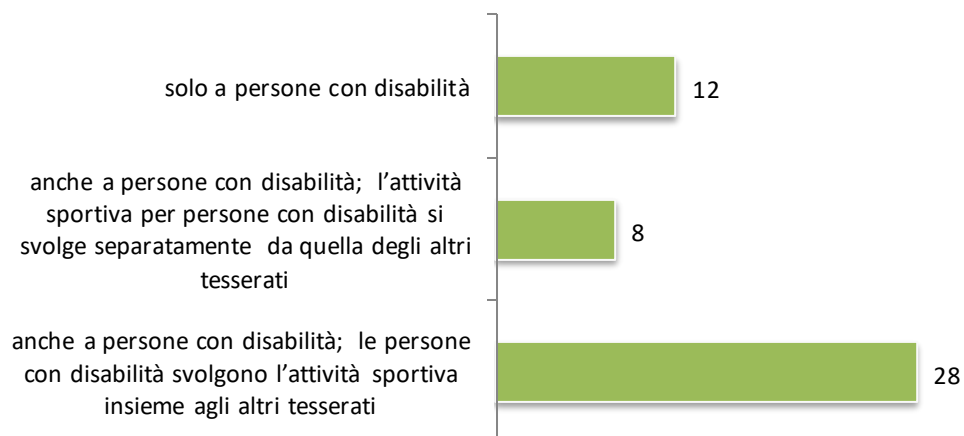 solo a persone con disabilità
12
anche a persone con disabilità; l’attività
sportiva per persone con disabilità si
svolge separatamente da quella degli altri
tesserati
8
anche a persone con disabilità; le persone
con disabilità svolgono l’attività sportiva
insieme agli altri tesserati
28